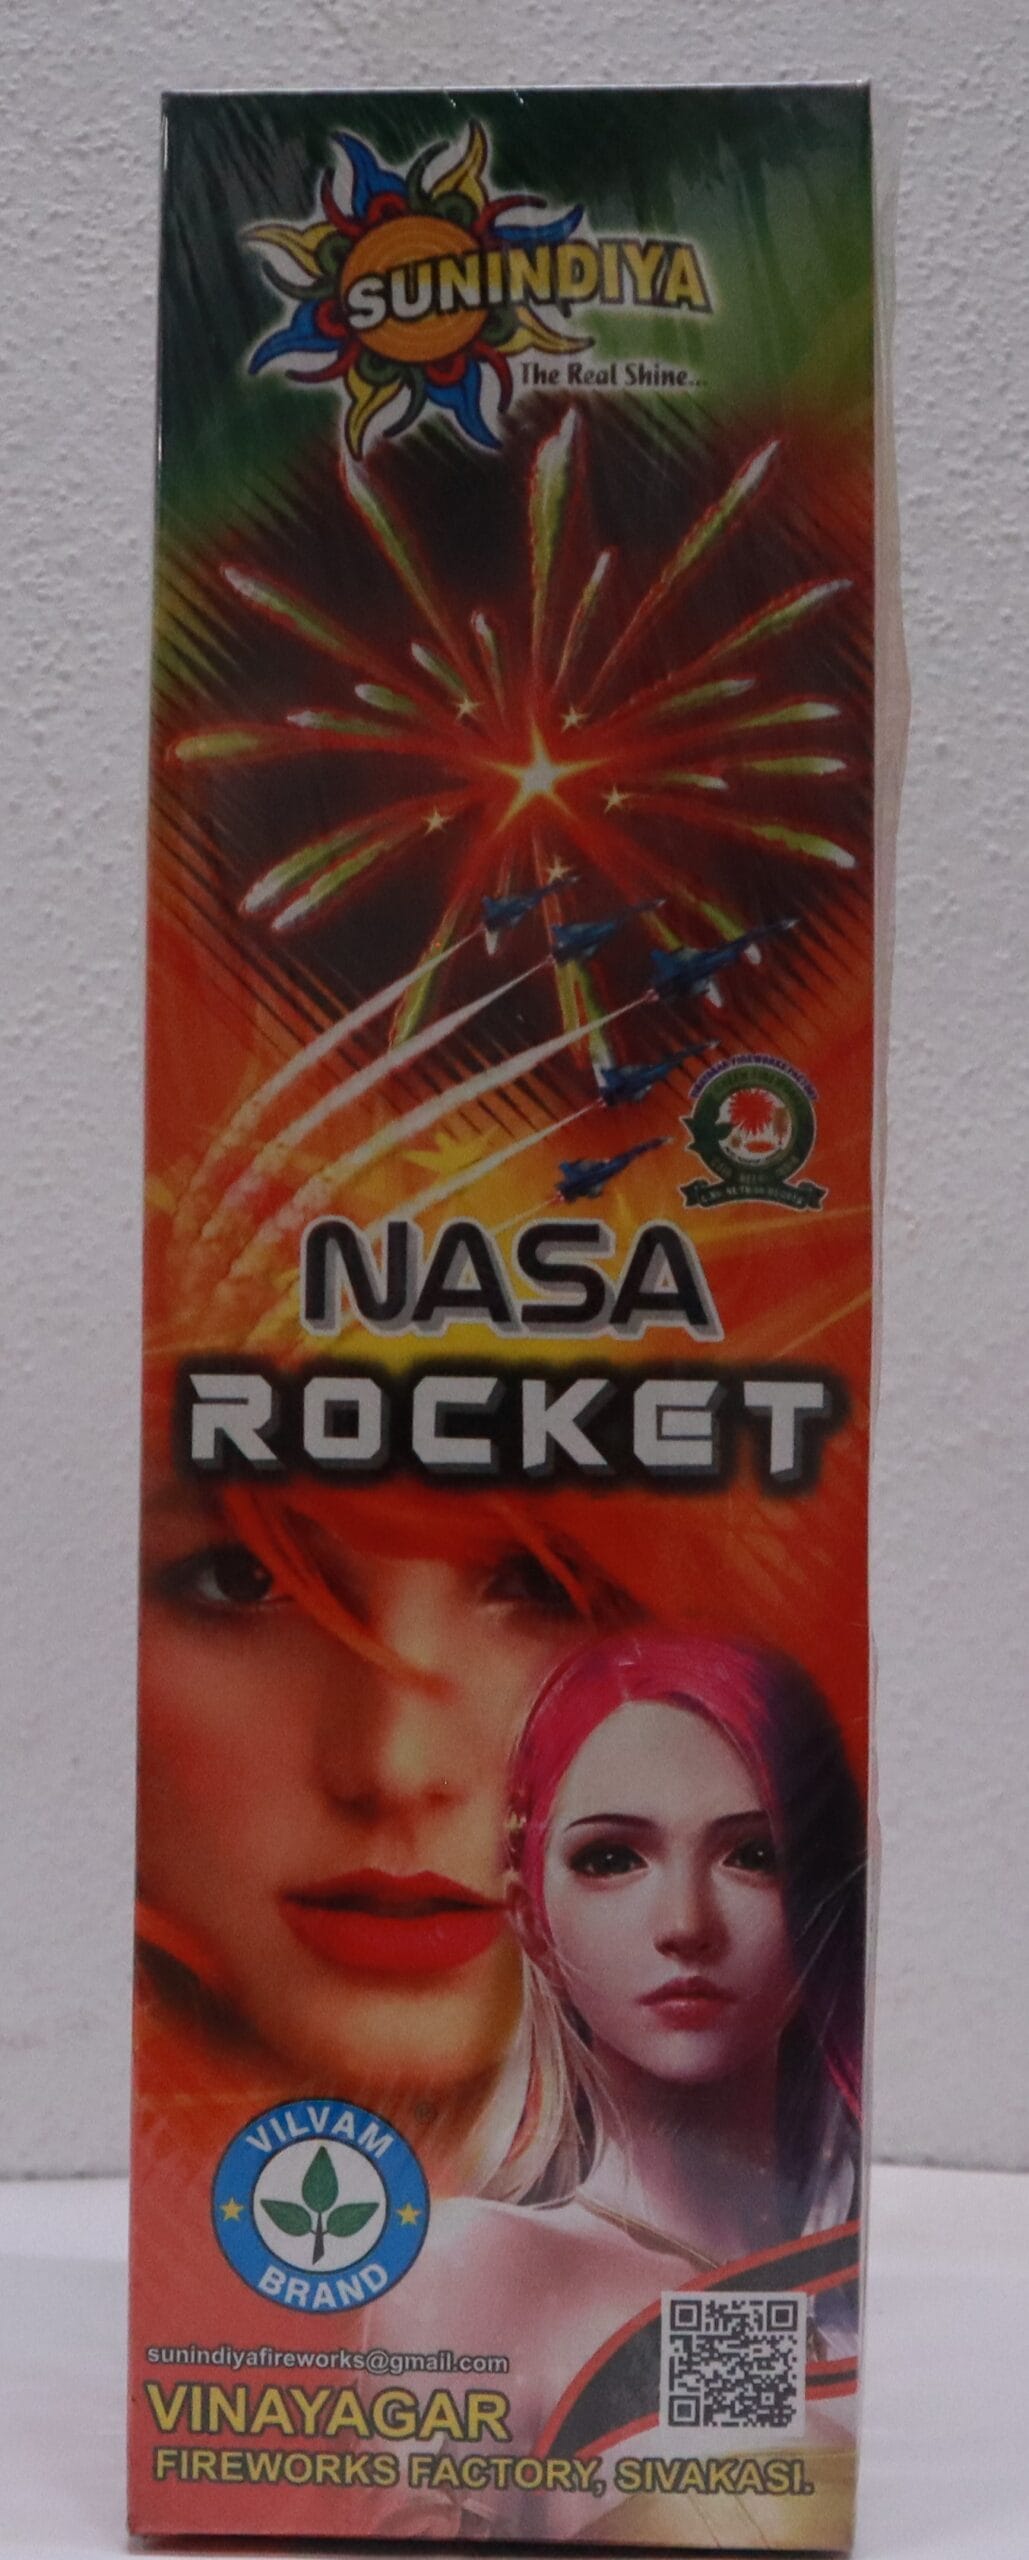 SUNINDIYA
The Real Shine...
NASA
ROCKET
VILVAM
BRAND
®
sunindiyafireworks@gmail.com
VINAYAGAR
FIREWORKS FACTORY, SIVAKASI.